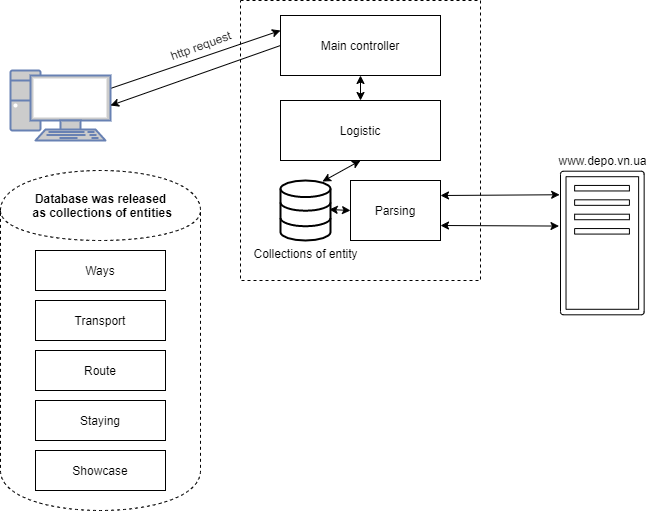 http request
Main controller
Logistic
www.depo.vn.ua
Parsing
Collections of entity
Database was released
as collections of entities
Ways
Transport
Route
Staying
Showcase